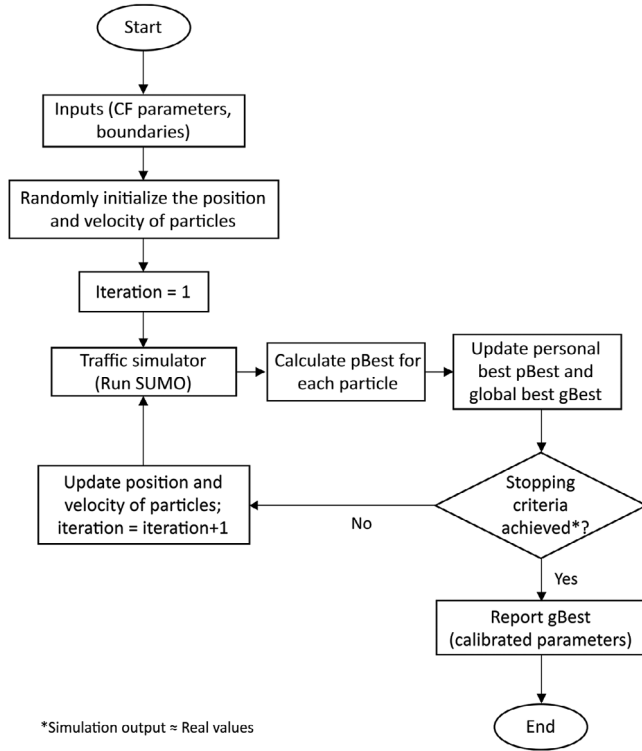 Start
Inputs (CF parameters,
boundaries)
Randomly initialize the position
and velocity of particles
Iteration = 1
Traffic simulator
(Run SUMO)
Calculate pBest for
each particle
Update personal
best pBest and
global best gBest
Stopping
criteria
achieved*?
No
Update position and
velocity of particles;
iteration = iteration+1
Yes
Report gBest
(calibrated parameters)
End
*Simulation output ≈ Real values